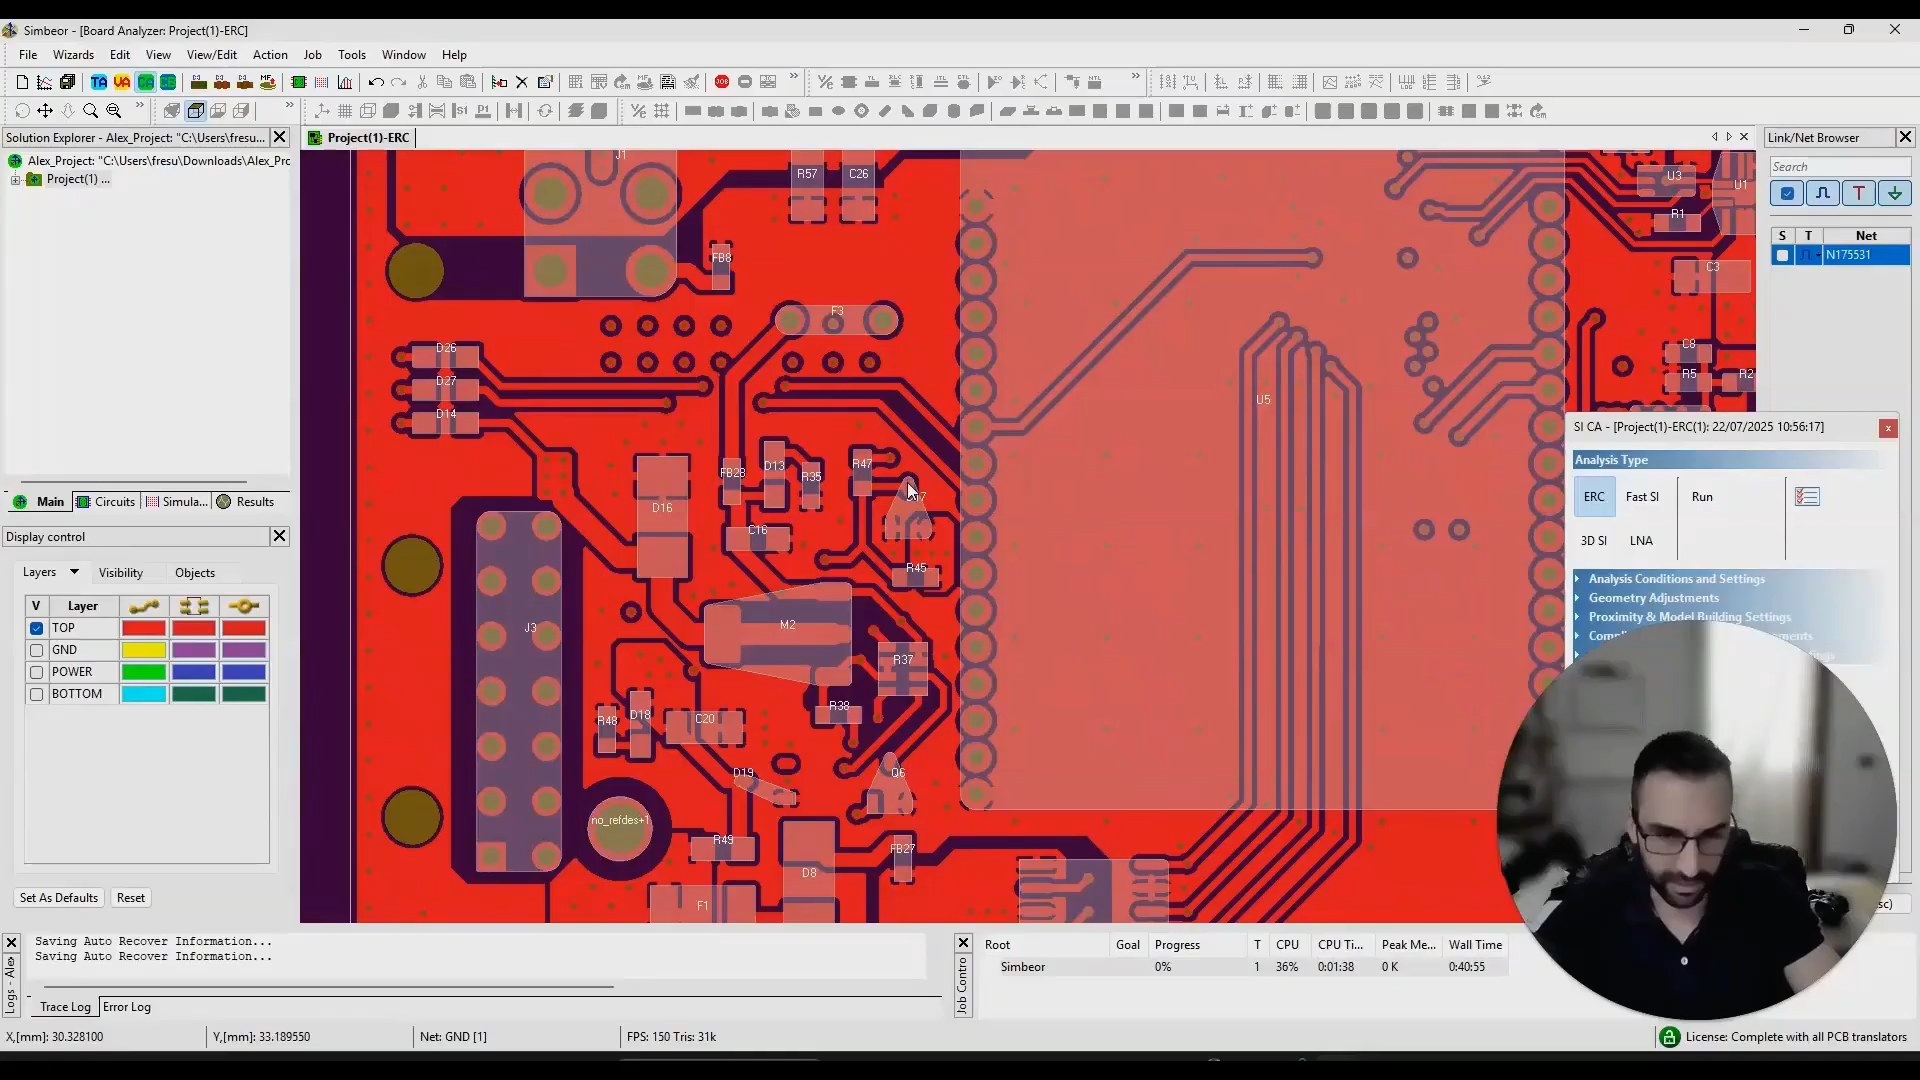 Simbeor - [Board Analyzer: Project(1)-ERC]
File Wizards Edit View View/Edit Action Job Tools Window Help
Solution Explorer - Alex_Project: "C:\Users\fresu...
Alex_Project: "C:\Users\fresu\Downloads\Alex_Prc
Project(1) ...
Main Circuits Simula... Results
Display control
Layers Visibility Objects
V Layer
TOP
GND
POWER
BOTTOM
Set As Defaults Reset
Project(1)-ERC
J1
R57
C26
FB8
F3
D26
D27
D14
D16
FB28
D13
R35
R47
C16
R45
U5
J3
M2
R37
R38
R48
D18
C20
D19
Q6
no_refdes+1
R49
D8
FB27
F1
U3
U1
R1
C3
C8
R5
R2
Link/Net Browser
Search
S T Net
N175531
SI CA - [Project(1)-ERC(1): 22/07/2025 10:56:17]
Analysis Type
ERC Fast SI Run
3D SI LNA
Analysis Conditions and Settings
Geometry Adjustments
Proximity & Model Building Settings
Logs - Alex
Saving Auto Recover Information...
Saving Auto Recover Information...
Trace Log Error Log
Job Contro
Root Goal Progress T CPU CPU Ti... Peak Me... Wall Time
Simbeor 0% 1 36% 0:01:38 0 K 0:40:55
X,[mm]: 30.328100 Y,[mm]: 33.189550 Net: GND [1] FPS: 150 Tris: 31k License: Complete with all PCB translators